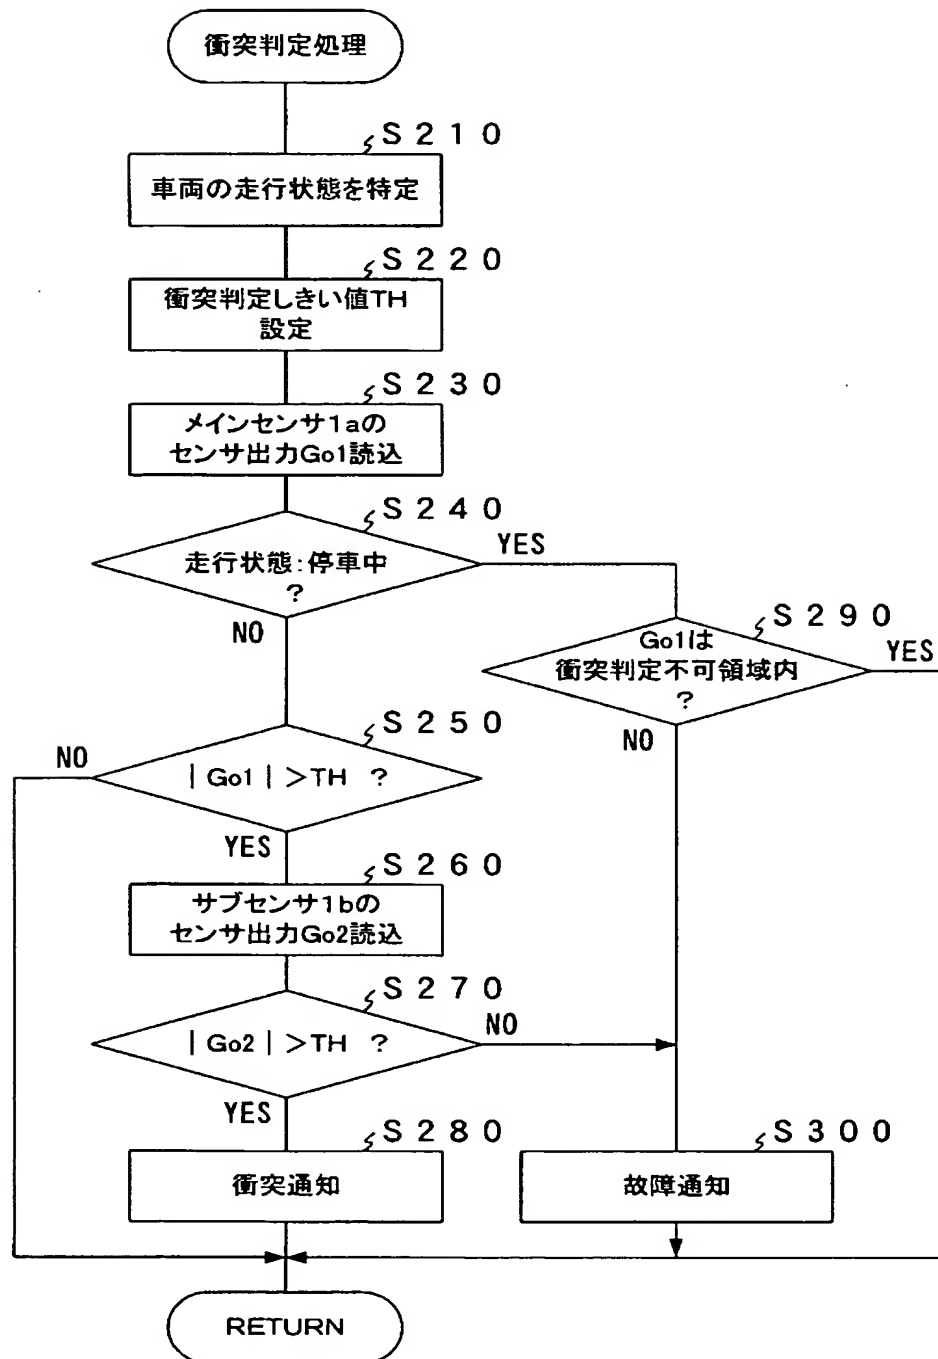 衝突判定処理
S210
車両の走行状態を特定
S220
衝突判定しきい値TH
設定
S230
メインセンサ1aの
センサ出力Go1読込
S240
走行状態:停車中
?
YES
NO
S290
Go1は
衝突判定不可領域内
?
YES
NO
S250
|Go1|>TH ?
NO
YES
S260
サブセンサ1bの
センサ出力Go2読込
S270
|Go2|>TH ?
NO
YES
S280
衝突通知
S300
故障通知
RETURN